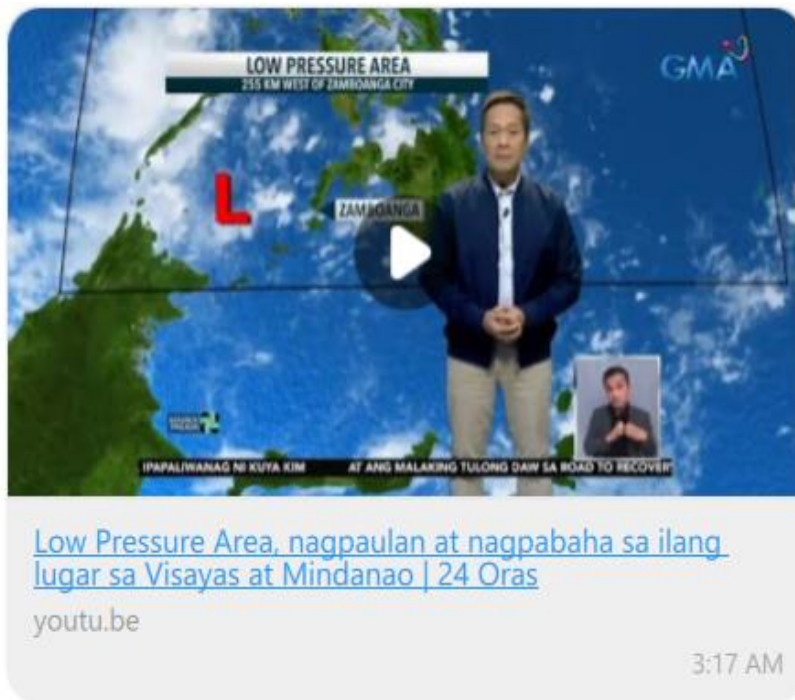 LOW PRESSURE AREA
255 KM WEST OF ZAMBOANGA CITY
GMA
L
ZAMBOANGA
IPAPALIWANAG NI KUYA KIM AT ANG MALAKING TULONG DAW SA ROAD TO RECOVER
Low Pressure Area, nagpaulan at nagpabaha sa ilang
lugar sa Visayas at Mindanao | 24 Oras
youtu.be
3:17 AM